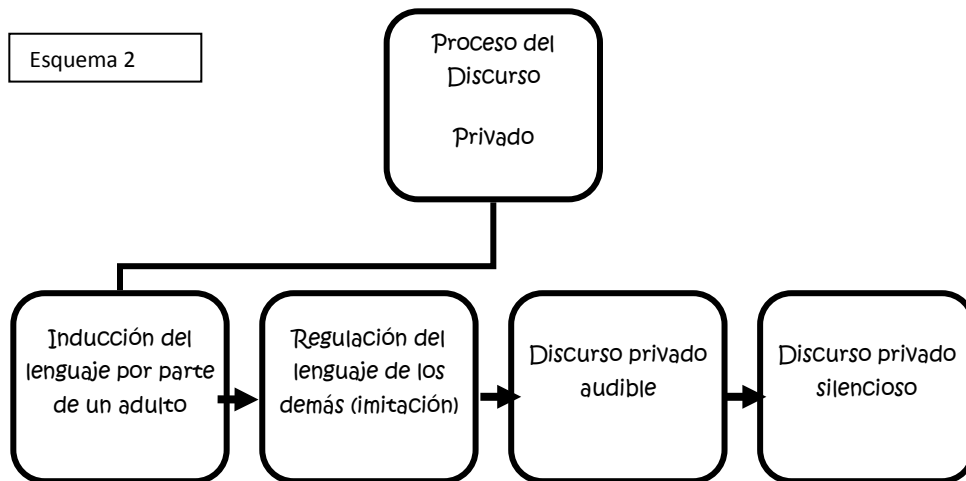 Esquema 2
Proceso del
Discurso
Privado
Inducción del
lenguaje por parte
de un adulto
Regulación del
lenguaje de los
demás (imitación)
Discurso privado
audible
Discurso privado
silencioso